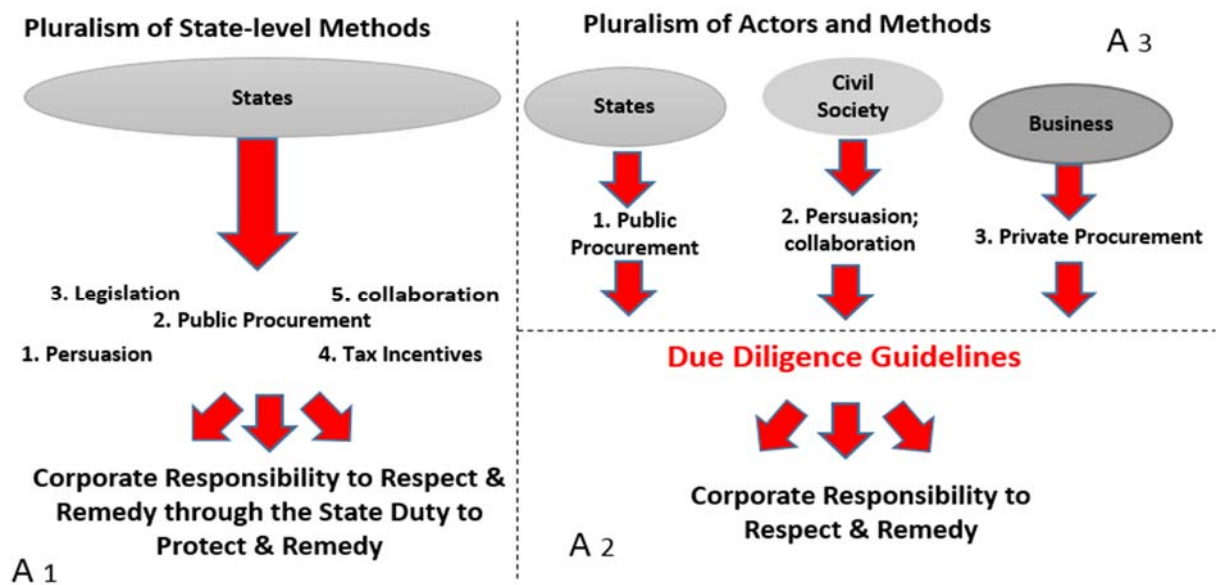 Pluralism of State-level Methods
States
3. Legislation
5. collaboration
2. Public Procurement
1. Persuasion
4. Tax Incentives
Corporate Responsibility to Respect &
Remedy through the State Duty to
Protect & Remedy
A 1
Pluralism of Actors and Methods
A 3
States
Civil
Society
Business
1. Public
Procurement
2. Persuasion;
collaboration
3. Private Procurement
Due Diligence Guidelines
Corporate Responsibility to
Respect & Remedy
A 2